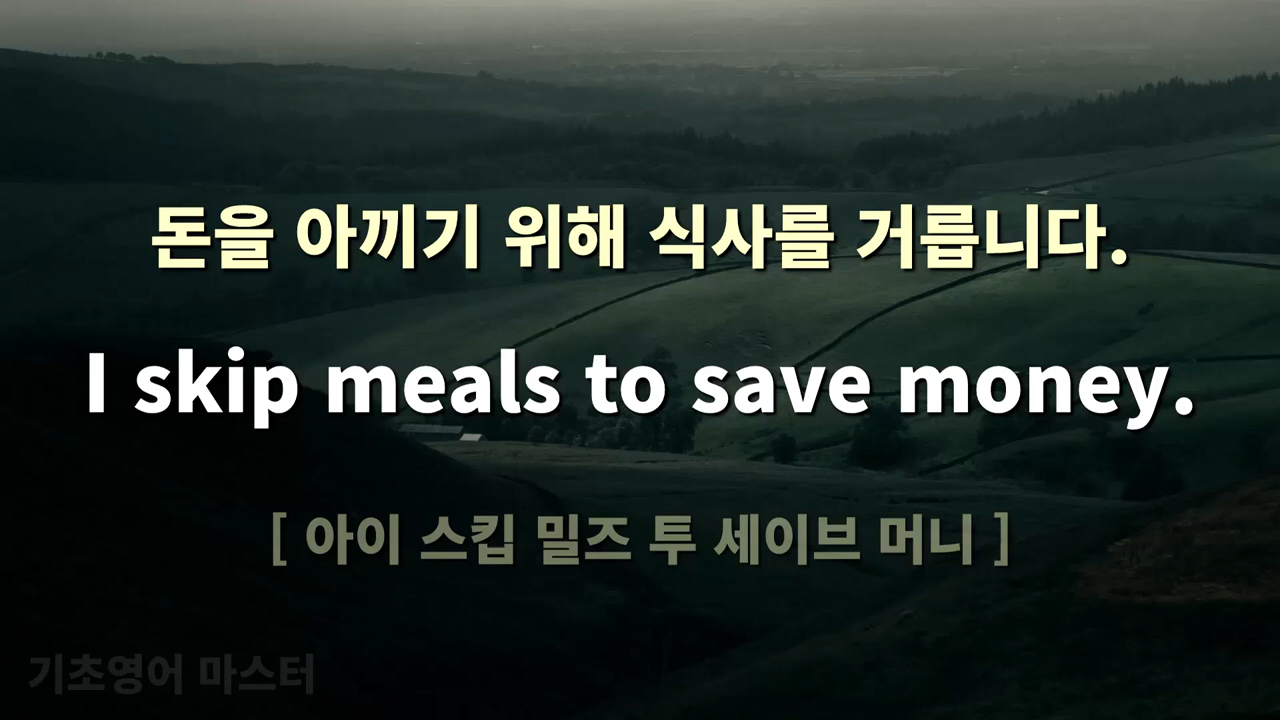 돈을 아끼기 위해 식사를 거릅니다.
I skip meals to save money.
[ 아이 스킵 밀즈 투 세이브 머니 ]
기초영어 마스터